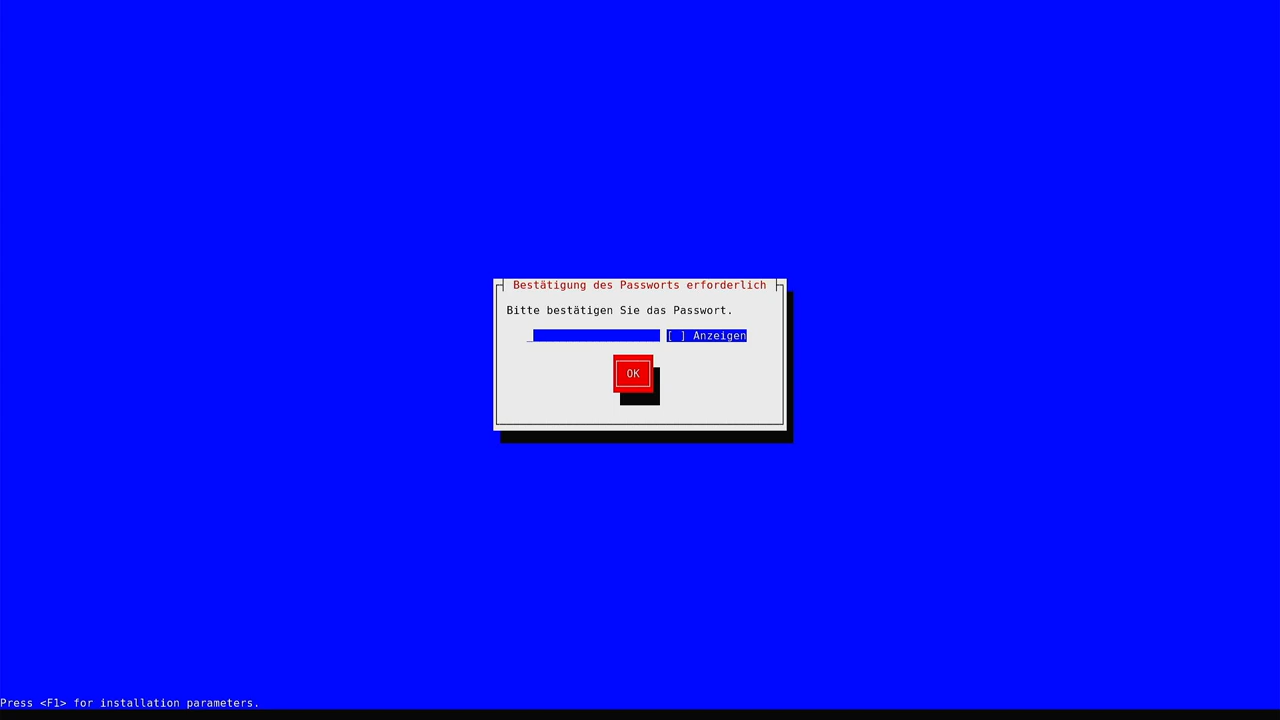 Bestätigung des Passworts erforderlich
Bitte bestätigen Sie das Passwort.
[ ] Anzeigen
OK
Press <F1> for installation parameters.